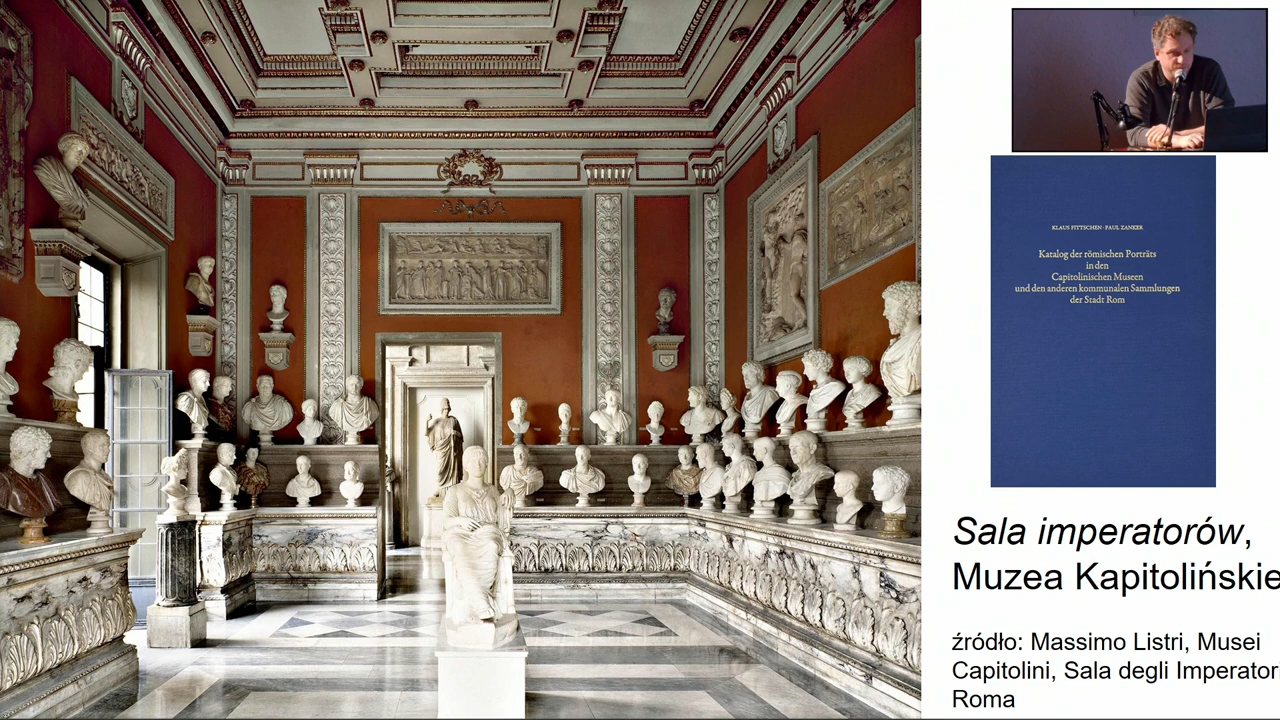 KLAUS FITTSCHEN · PAUL ZANKER
Katalog der römischen Porträts
in den
Capitolinischen Museen
und den anderen kommunalen Sammlungen
der Stadt Rom
Sala imperatorów,
Muzea Kapitolińskie
źródło: Massimo Listri, Musei
Capitolini, Sala degli Imperator
Roma